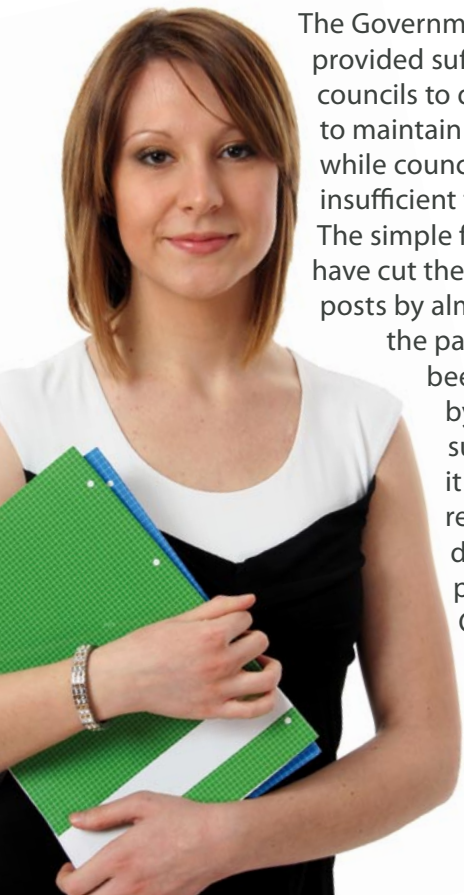 The Governm
provided suf
councils to
to maintain
while counc
insufficient
The simple f
have cut the
posts by alm
the pa
bee
by
su
it
re
d
p